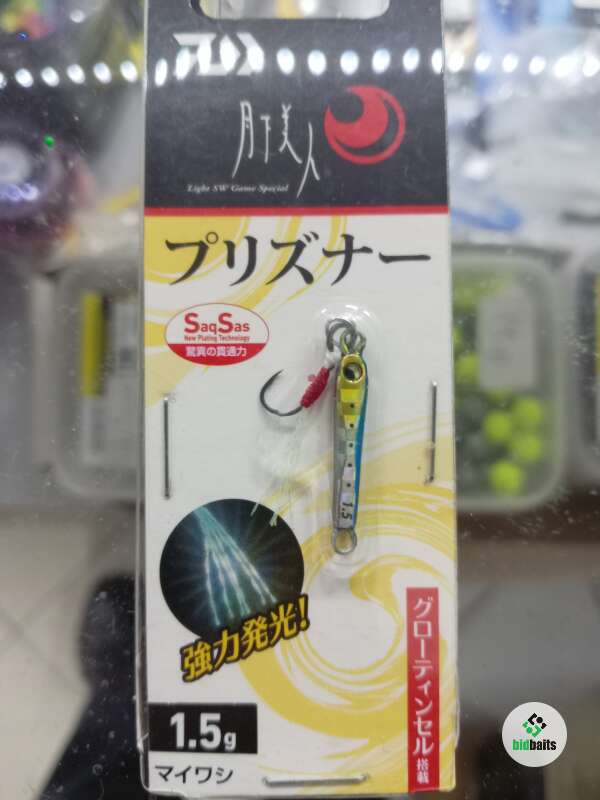 月下美人
Light SW Game Special
プリズナー
SaqSas
New Plating Technology
驚異の貫通力
1.5
強力発光!
グローティンセル搭載
1.5g
マイワシ
bidbaits